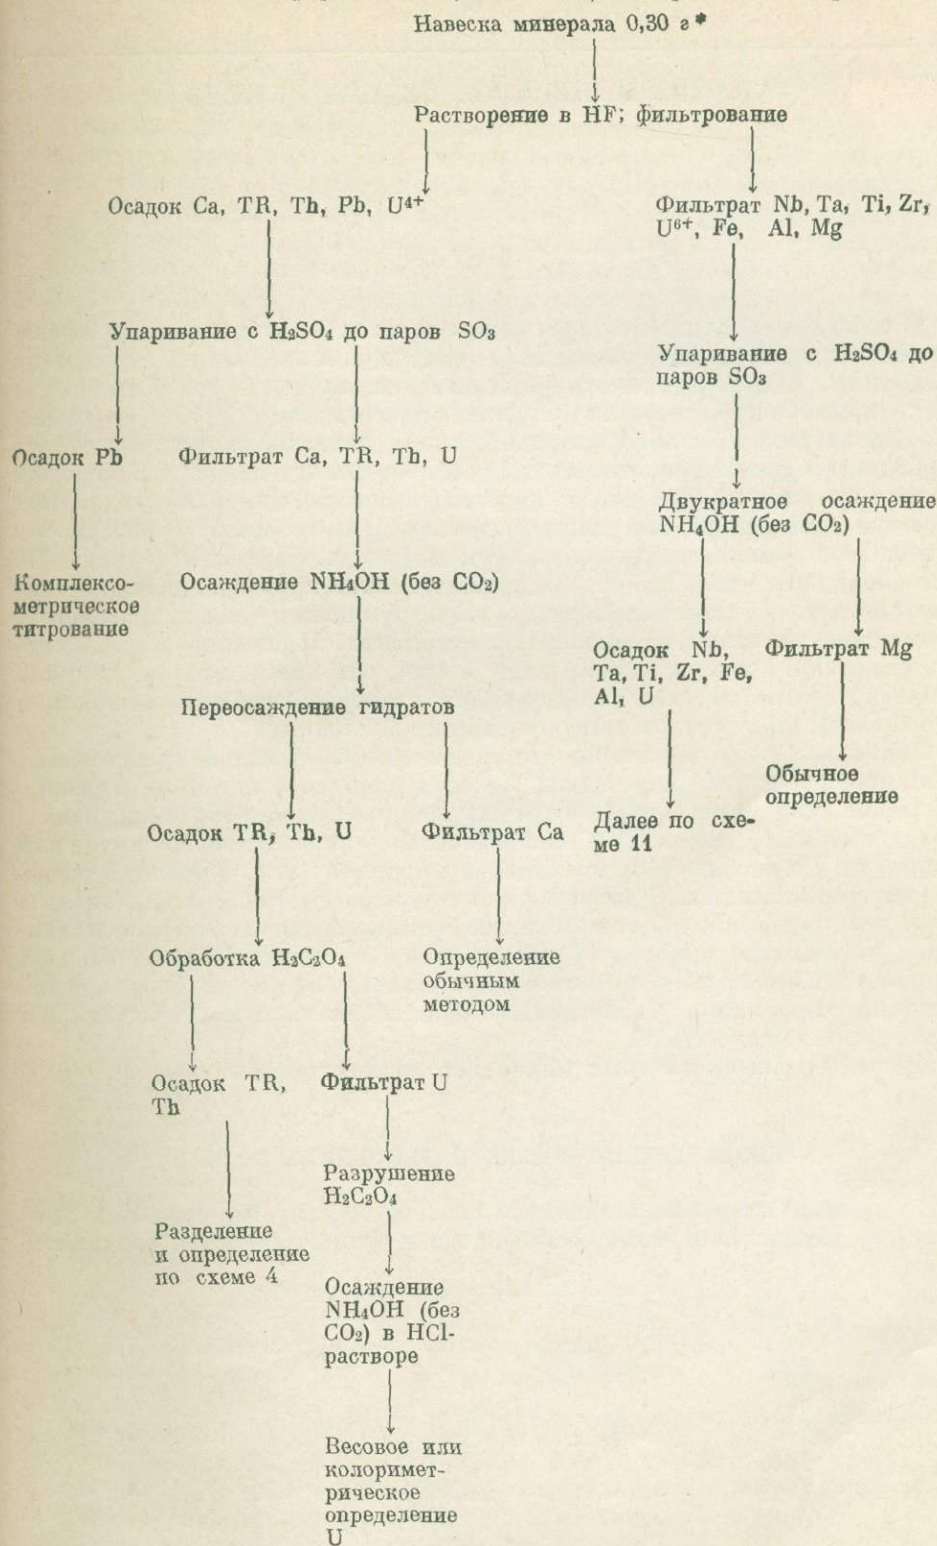 Навеска минерала 0,30 г *
Растворение в HF; фильтрование
Осадок Ca, TR, Th, Pb, U⁴⁺
Фильтрат Nb, Ta, Ti, Zr,
U⁶⁺, Fe, Al, Mg
Упаривание с H₂SO₄ до паров SO₃
Упаривание с H₂SO₄ до
паров SO₃
Осадок Pb
Фильтрат Ca, TR, Th, U
Двукратное осаждение
NH₄OH (без CO₂)
Комплексо-
метрическое
титрование
Осаждение NH₄OH (без CO₂)
Осадок Nb,
Ta, Ti, Zr, Fe,
Al, U
Фильтрат Mg
Переосаждение гидратов
Обычное
определение
Осадок TR, Th, U
Фильтрат Ca
Далее по схе-
ме 11
Обработка H₂C₂O₄
Определение
обычным
методом
Осадок TR,
Th
Фильтрат U
Разрушение
H₂C₂O₄
Разделение
и определение
по схеме 4
Осаждение
NH₄OH (без
CO₂) в HCl-
растворе
Весовое или
колоримет-
рическое
определение
U